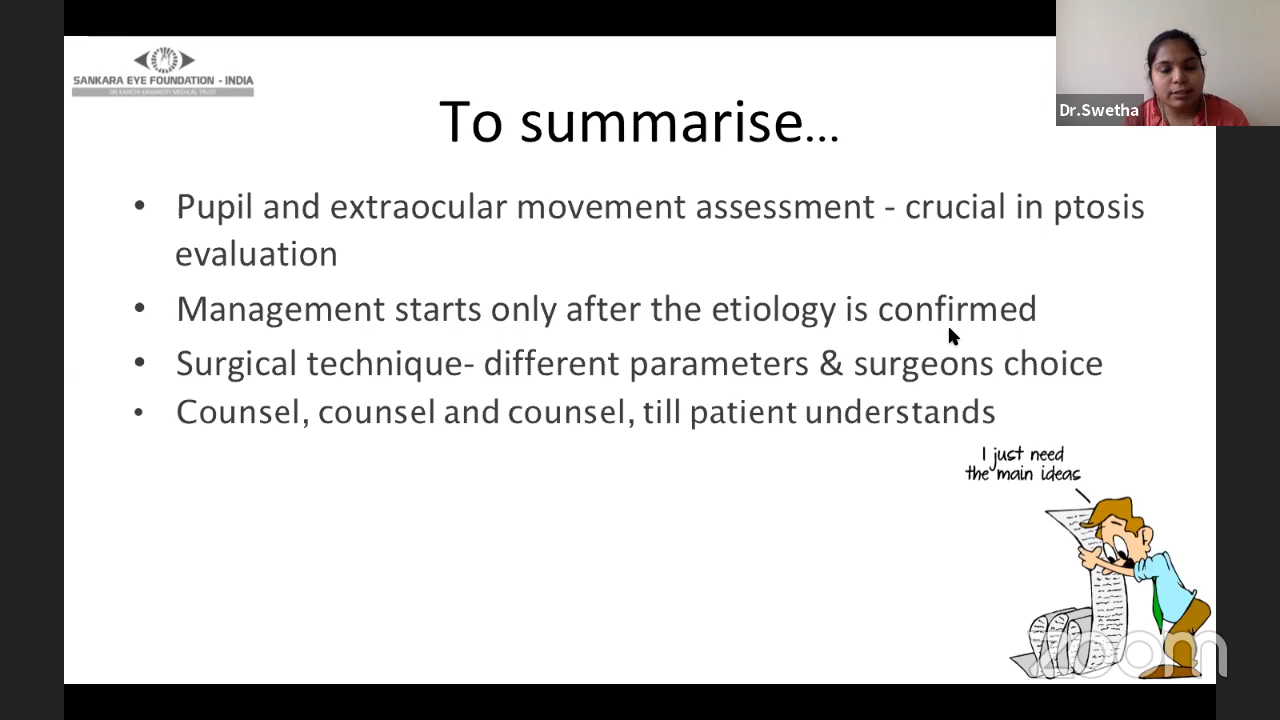 SANKARA EYE FOUNDATION - INDIA
SRI KANCHI KAMAKOTI MEDICAL TRUST
Dr.Swetha
To summarise...
• Pupil and extraocular movement assessment - crucial in ptosis
evaluation
• Management starts only after the etiology is confirmed
• Surgical technique- different parameters & surgeons choice
• Counsel, counsel and counsel, till patient understands
I just need
the main ideas
zoom